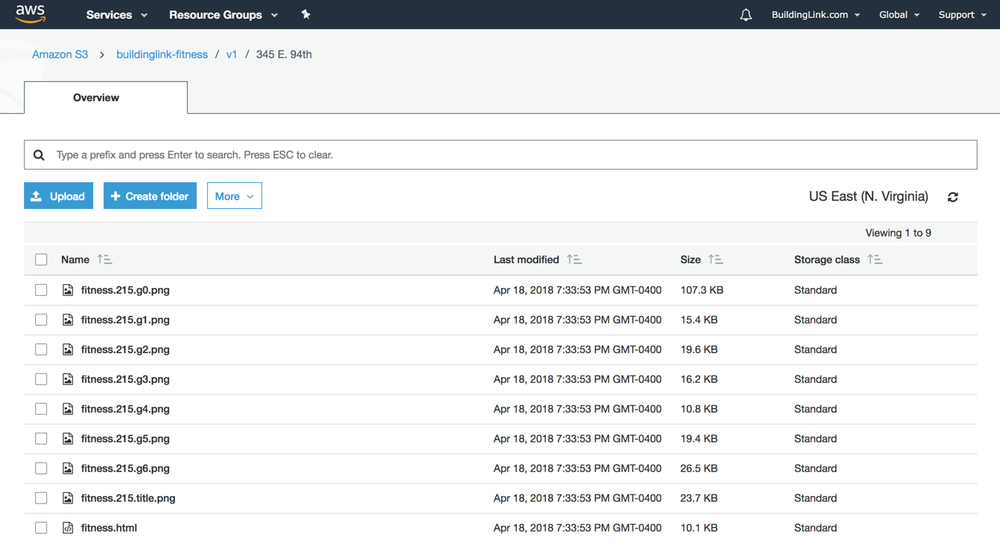 aws Services Resource Groups BuildingLink.com Global Support
Amazon S3 > buildinglink-fitness / v1 / 345 E. 94th
Overview
Type a prefix and press Enter to search. Press ESC to clear.
Upload + Create folder More US East (N. Virginia)
Viewing 1 to 9
Name Last modified Size Storage class
fitness.215.g0.png Apr 18, 2018 7:33:53 PM GMT-0400 107.3 KB Standard
fitness.215.g1.png Apr 18, 2018 7:33:53 PM GMT-0400 15.4 KB Standard
fitness.215.g2.png Apr 18, 2018 7:33:53 PM GMT-0400 19.6 KB Standard
fitness.215.g3.png Apr 18, 2018 7:33:53 PM GMT-0400 16.2 KB Standard
fitness.215.g4.png Apr 18, 2018 7:33:53 PM GMT-0400 10.8 KB Standard
fitness.215.g5.png Apr 18, 2018 7:33:53 PM GMT-0400 19.4 KB Standard
fitness.215.g6.png Apr 18, 2018 7:33:53 PM GMT-0400 26.5 KB Standard
fitness.215.title.png Apr 18, 2018 7:33:53 PM GMT-0400 23.7 KB Standard
fitness.html Apr 18, 2018 7:33:53 PM GMT-0400 10.1 KB Standard